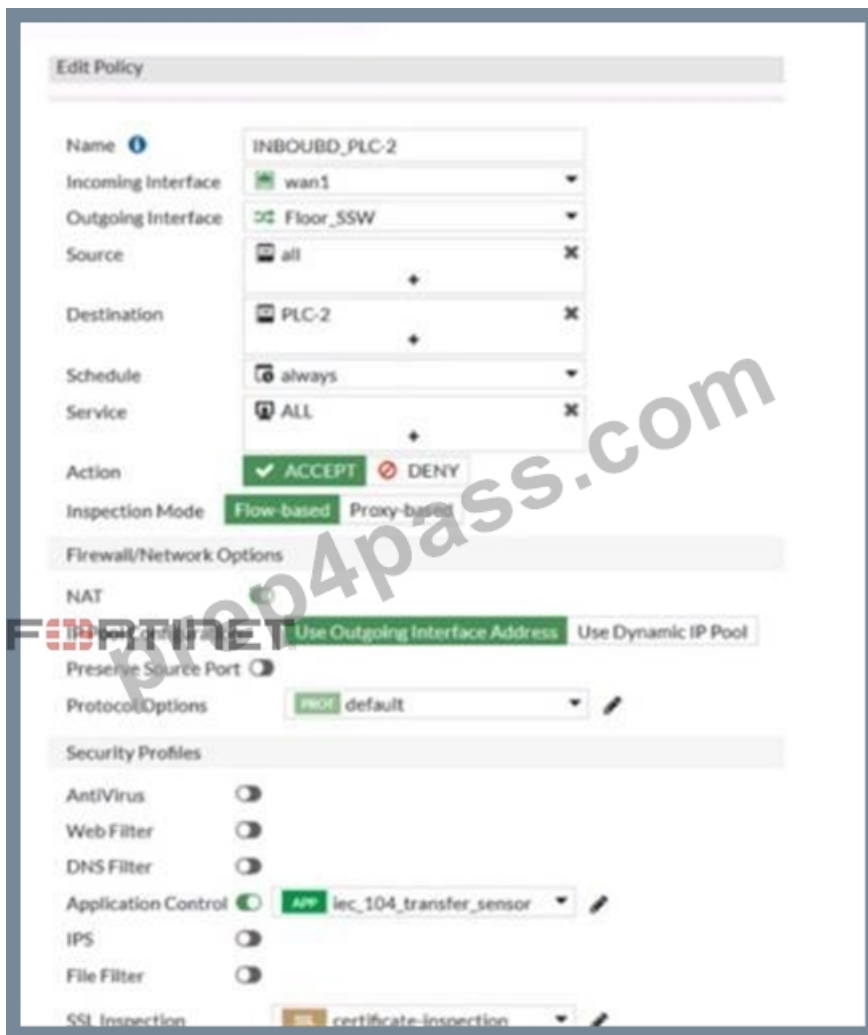 Edit Policy
Name INBOUBD_PLC-2
Incoming Interface wan1
Outgoing Interface Floor_SSW
Source all
+
Destination PLC-2
+
Schedule always
Service ALL
+
Action ACCEPT DENY
Inspection Mode Flow-based Proxy-based
Firewall/Network Options
NAT
IP Pool Configuration Use Outgoing Interface Address Use Dynamic IP Pool
Preserve Source Port
Protocol Options PROT default
Security Profiles
AntiVirus
Web Filter
DNS Filter
Application Control APP iec_104_transfer_sensor
IPS
File Filter
SSL Inspection SSL certificate-inspection
FORTINET
prep4pass.com